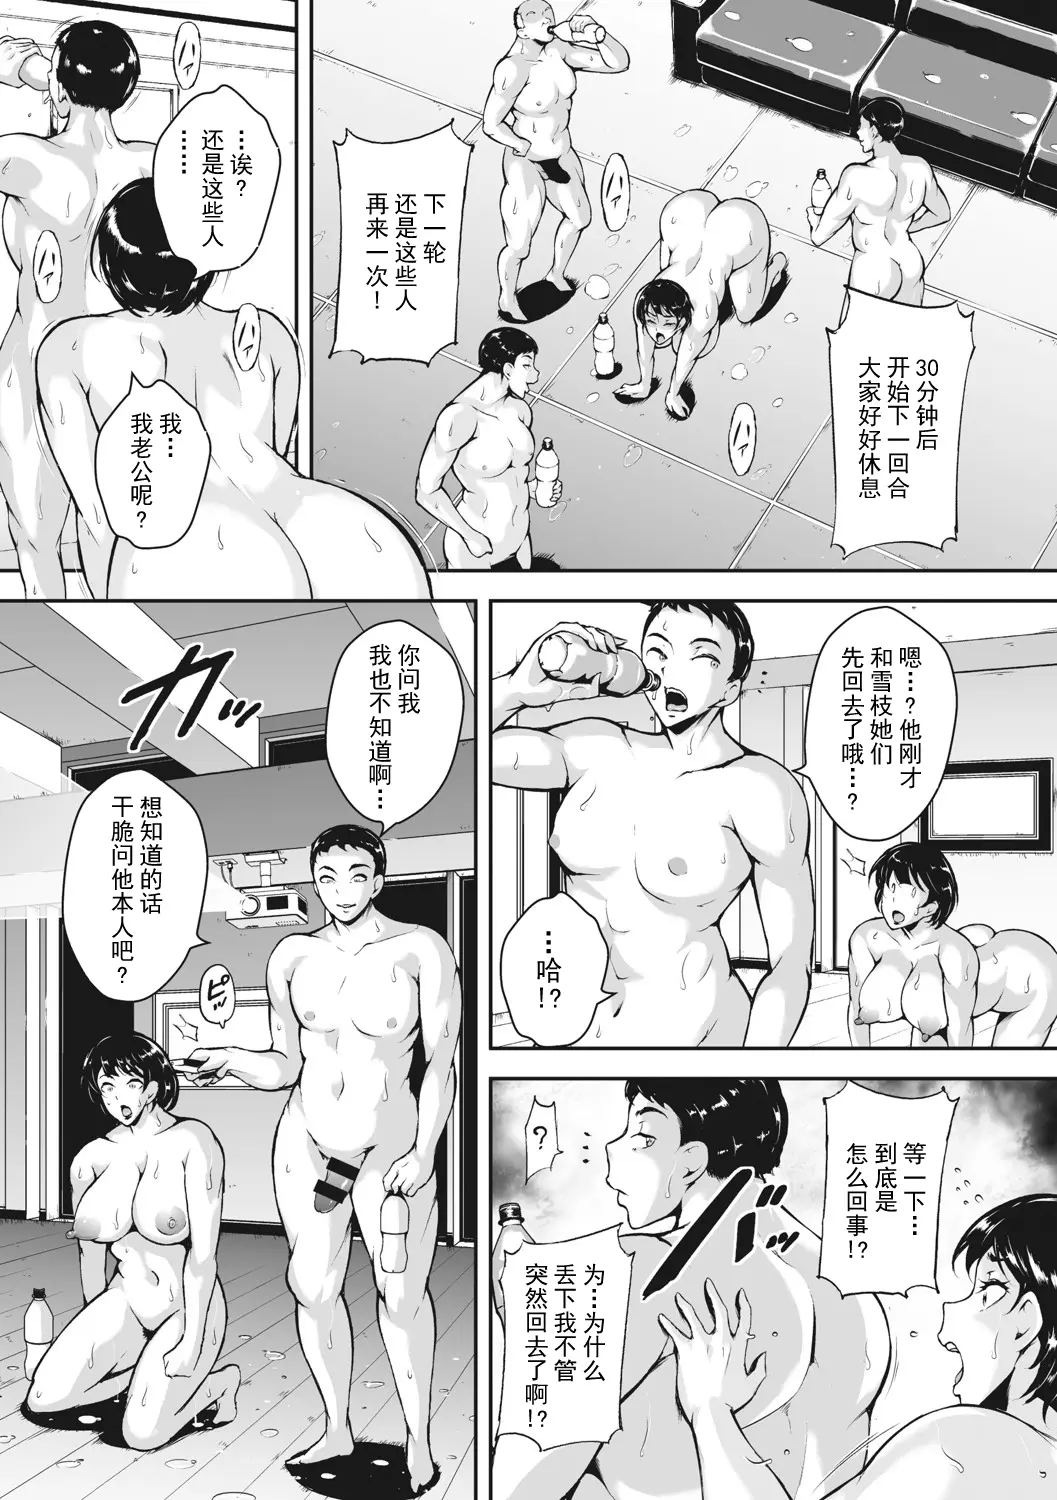 30分钟后
开始下一回合
大家好好休息
下一轮
还是这些人
再来一次！
…诶？
还是这些人
……
我…
我老公呢？
嗯…？他刚才
和雪枝她们
先回去了哦…？
…哈！？
等一下…
到底是
怎么回事！？
？
为…为什么
丢下我不管
突然回去了啊！？
你问我
我也不知道啊…
ガッ
想知道的话
干脆问他本人吧？
ピッ